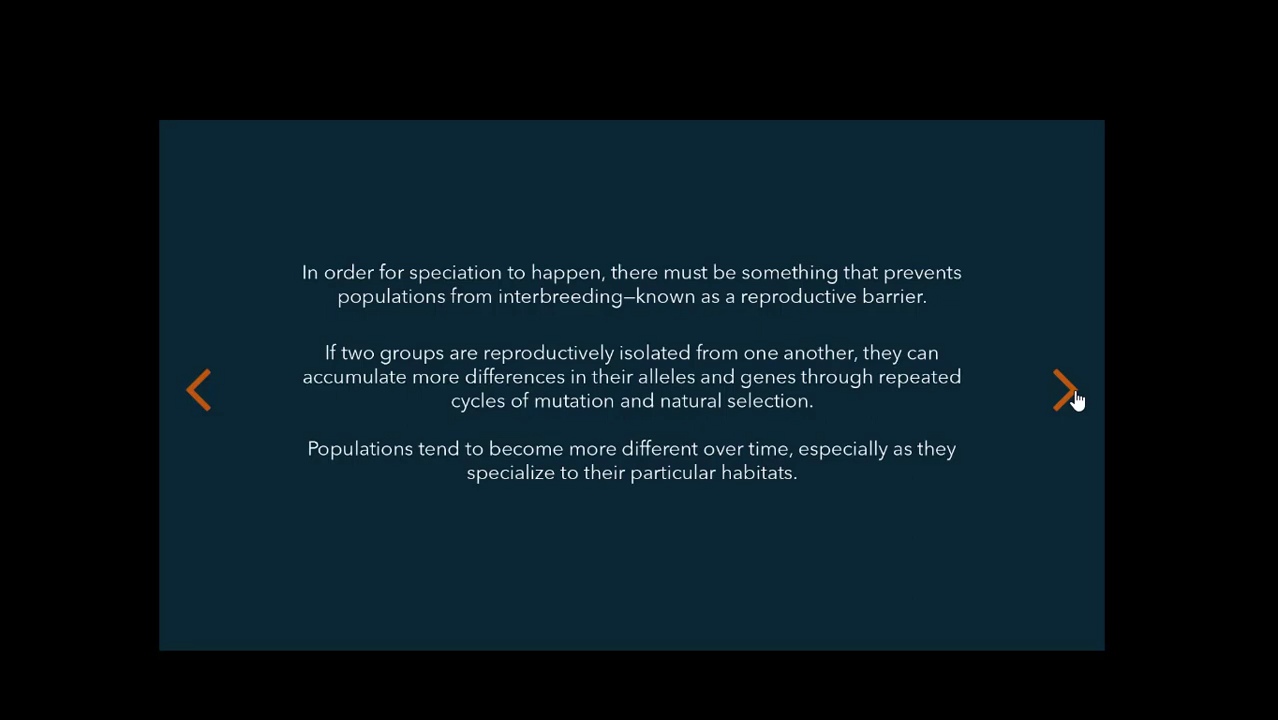 In order for speciation to happen, there must be something that prevents
populations from interbreeding—known as a reproductive barrier.
If two groups are reproductively isolated from one another, they can
accumulate more differences in their alleles and genes through repeated
cycles of mutation and natural selection.
Populations tend to become more different over time, especially as they
specialize to their particular habitats.